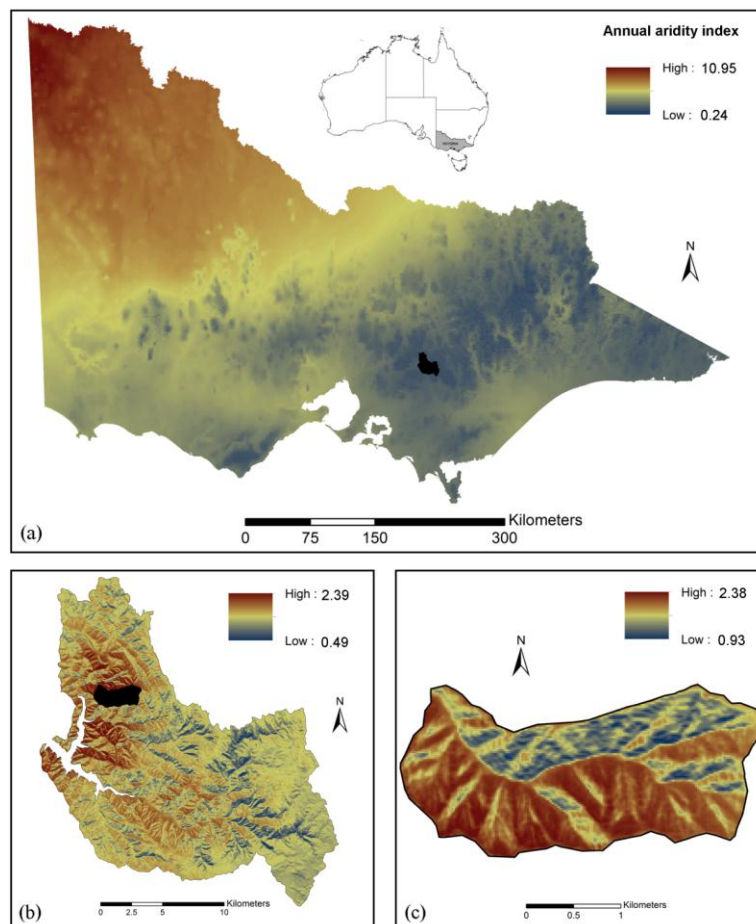 Annual aridity index
High : 10.95
Low : 0.24
VICTORIA
N
(a)
Kilometers
0 75 150 300
High : 2.39
Low : 0.49
N
(b)
Kilometers
0 2.5 5 10
High : 2.38
Low : 0.93
N
(c)
Kilometers
0 0.5 1